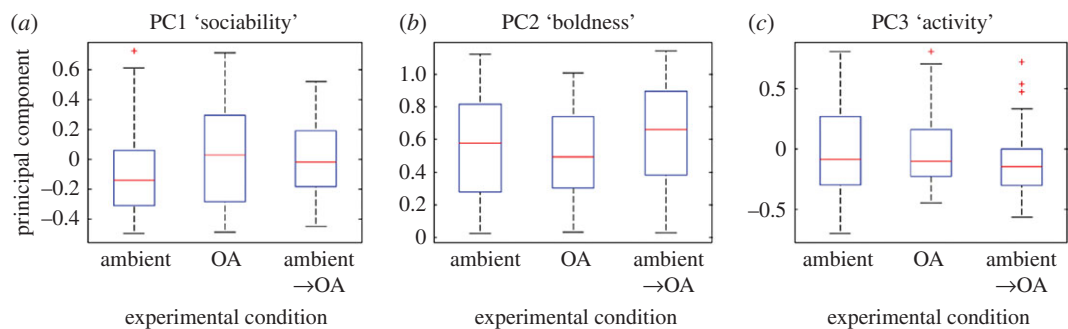 (a) PC1 ‘sociability’
(b) PC2 ‘boldness’
(c) PC3 ‘activity’
prinicipal component
0.6
0.4
0.2
0
−0.2
−0.4
1.0
0.8
0.6
0.4
0.2
0
0.5
0
−0.5
ambient OA ambient
→OA
ambient OA ambient
→OA
ambient OA ambient
→OA
experimental condition
experimental condition
experimental condition